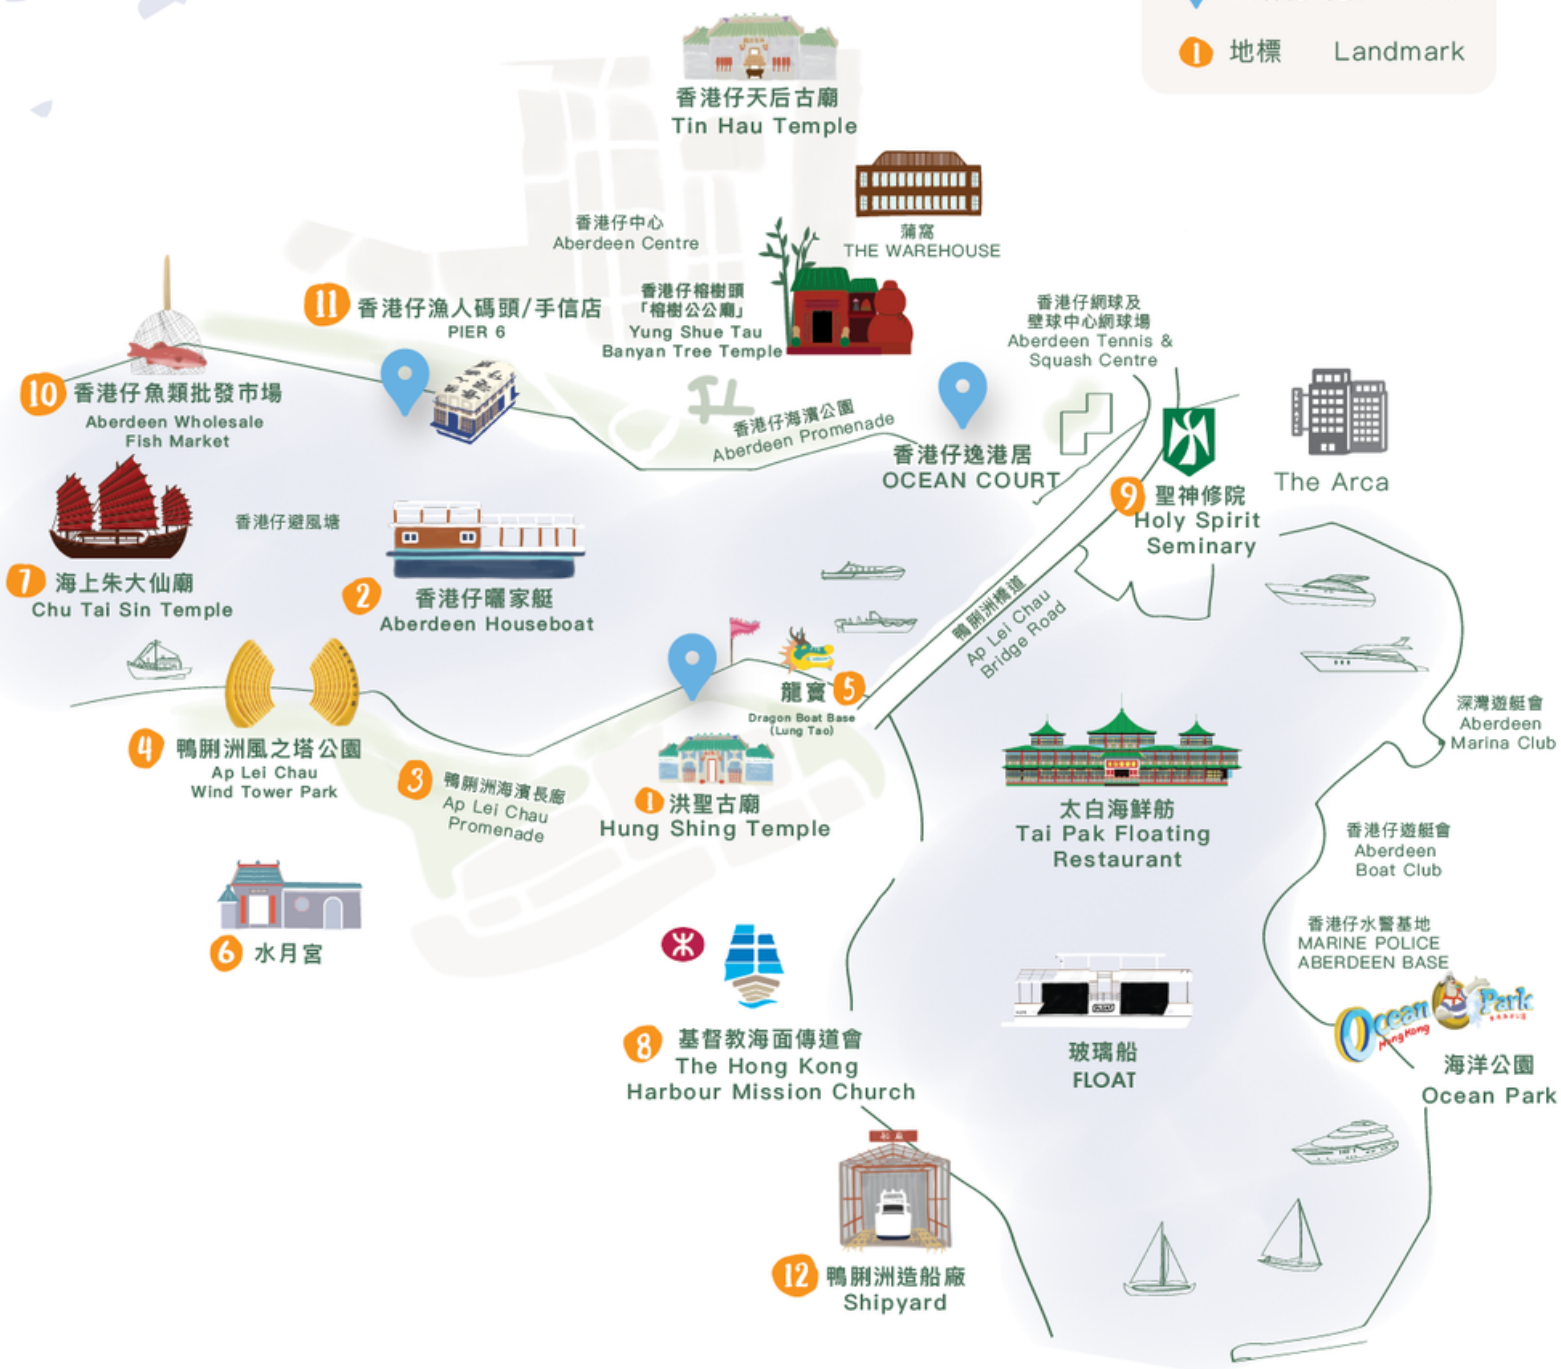 1 地標 Landmark
香港仔天后古廟
Tin Hau Temple
蒲窩
THE WAREHOUSE
香港仔中心
Aberdeen Centre
11 香港仔漁人碼頭/手信店
PIER 6
香港仔榕樹頭
「榕樹公公廟」
Yung Shue Tau
Banyan Tree Temple
香港仔網球及
壁球中心網球場
Aberdeen Tennis &
Squash Centre
10 香港仔魚類批發市場
Aberdeen Wholesale
Fish Market
香港仔海濱公園
Aberdeen Promenade
香港仔逸港居
OCEAN COURT
9 聖神修院
Holy Spirit
Seminary
The Arca
香港仔避風塘
7 海上朱大仙廟
Chu Tai Sin Temple
2 香港仔曬家艇
Aberdeen Houseboat
鴨脷洲橋道
Ap Lei Chau
Bridge Road
龍寶 5
Dragon Boat Base
(Lung Tao)
深灣遊艇會
Aberdeen
Marina Club
4 鴨脷洲風之塔公園
Ap Lei Chau
Wind Tower Park
3 鴨脷洲海濱長廊
Ap Lei Chau
Promenade
1 洪聖古廟
Hung Shing Temple
太白海鮮舫
Tai Pak Floating
Restaurant
香港仔遊艇會
Aberdeen
Boat Club
6 水月宮
香港仔水警基地
MARINE POLICE
ABERDEEN BASE
Ocean Park
Hong Kong
海洋公園
Ocean Park
8 基督教海面傳道會
The Hong Kong
Harbour Mission Church
FLOAT
玻璃船
FLOAT
12 鴨脷洲造船廠
Shipyard